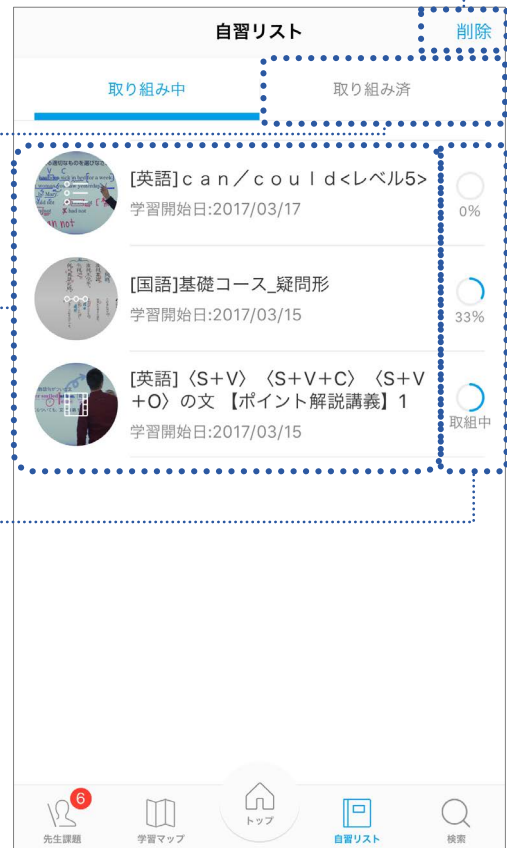 自習リスト
削除
取り組み中
取り組み済
[英語]ｃａｎ／ｃｏｕｌｄ<レベル5>
学習開始日:2017/03/17
0%
[国語]基礎コース_疑問形
学習開始日:2017/03/15
33%
[英語]〈S+V〉〈S+V+C〉〈S+V
+O〉の文 【ポイント解説講義】1
学習開始日:2017/03/15
取組中
6
先生課題
学習マップ
トップ
自習リスト
検索